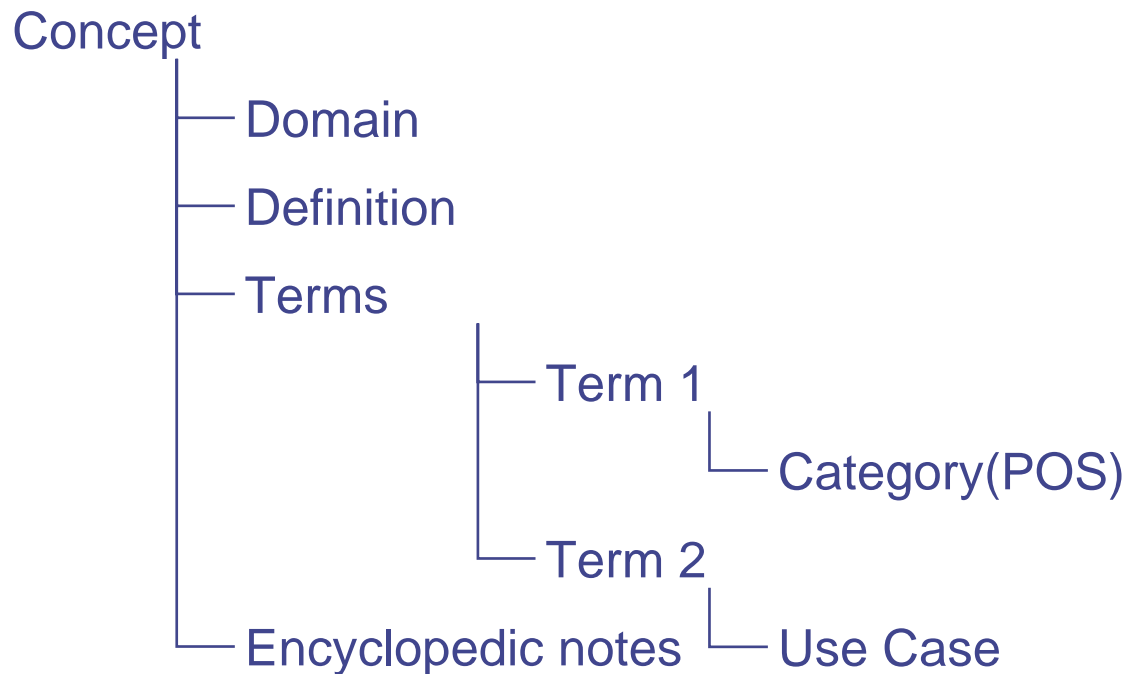 Concept
Domain
Definition
Terms
Term 1
Category(POS)
Term 2
Encyclopedic notes
Use Case